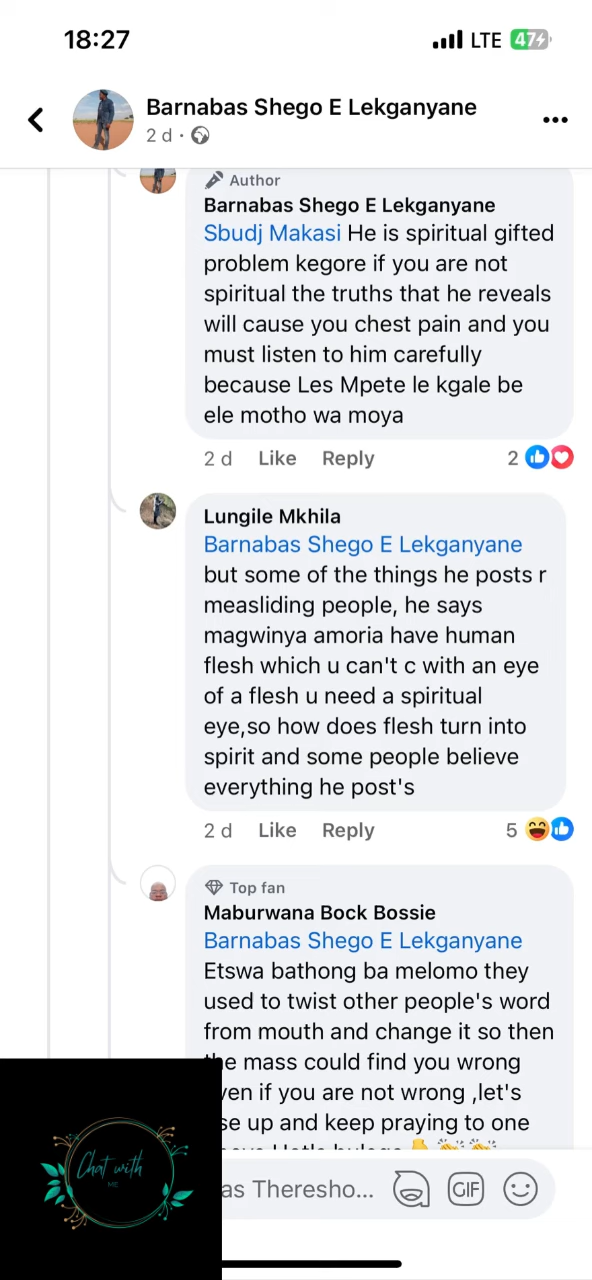 18:27
LTE 47
Barnabas Shego E Lekganyane
2 d ·
Author
Barnabas Shego E Lekganyane
Sbudj Makasi He is spiritual gifted
problem kegore if you are not
spiritual the truths that he reveals
will cause you chest pain and you
must listen to him carefully
because Les Mpete le kgale be
ele motho wa moya
2 d Like Reply 2
Lungile Mkhila
Barnabas Shego E Lekganyane
but some of the things he posts r
measliding people, he says
magwinya amoria have human
flesh which u can't c with an eye
of a flesh u need a spiritual
eye,so how does flesh turn into
spirit and some people believe
everything he post's
2 d Like Reply 5
Top fan
Maburwana Bock Bossie
Barnabas Shego E Lekganyane
Etswa bathong ba melomo they
used to twist other people's word
from mouth and change it so then
the mass could find you wrong
ven if you are not wrong ,let's
se up and keep praying to one
as Theresho... GIF
Chat with
ME